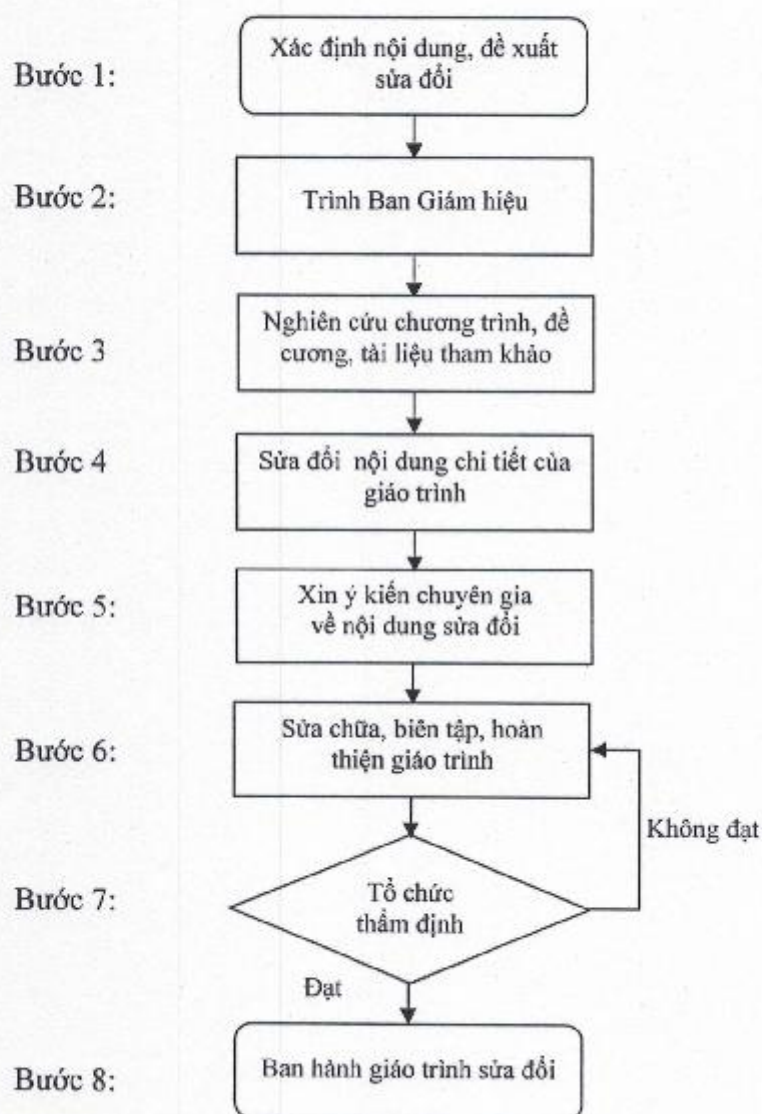 Bước 1:
Xác định nội dung, đề xuất
sửa đổi
Bước 2:
Trình Ban Giám hiệu
Bước 3
Nghiên cứu chương trình, đề
cương, tài liệu tham khảo
Bước 4
Sửa đổi nội dung chi tiết của
giáo trình
Bước 5:
Xin ý kiến chuyên gia
về nội dung sửa đổi
Bước 6:
Sửa chữa, biên tập, hoàn
thiện giáo trình
Không đạt
Bước 7:
Tổ chức
thẩm định
Đạt
Bước 8:
Ban hành giáo trình sửa đổi